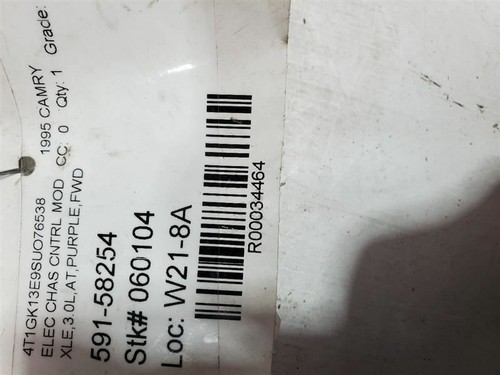 4T1GK13E9SUO76538 1995 CAMRY
ELEC CHAS CNTRL MOD CC: 0 Qty: 1 Grade:
XLE,3.0L,AT,PURPLE,FWD
591-58254
Stk# 060104
Loc: W21-8A
R00034464